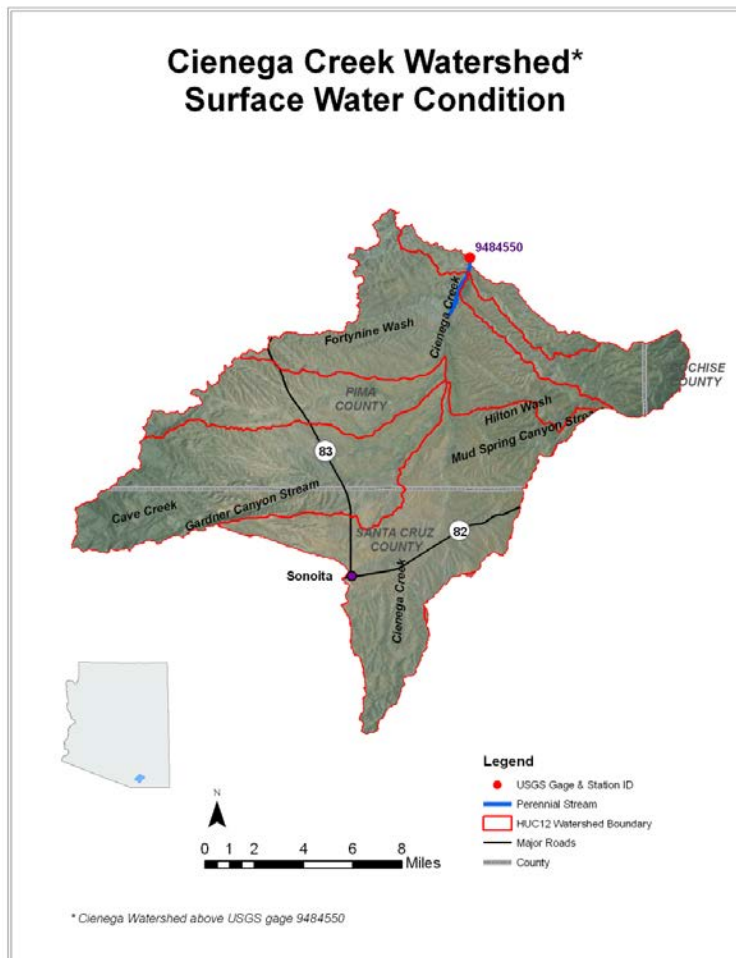 Cienega Creek Watershed*
Surface Water Condition
9484550
Cienega Creek
Fortynine Wash
CHISE
COUNTY
PIMA
COUNTY
Hilton Wash
Mud Spring Canyon Strea
83
Cave Creek
Gardner Canyon Stream
SANTA CRUZ
COUNTY
82
Sonoita
Cienega Creek
Legend
USGS Gage & Station ID
Perennial Stream
HUC12 Watershed Boundary
Major Roads
County
N
0 1 2 4 6 8
Miles
* Cienega Watershed above USGS gage 9484550